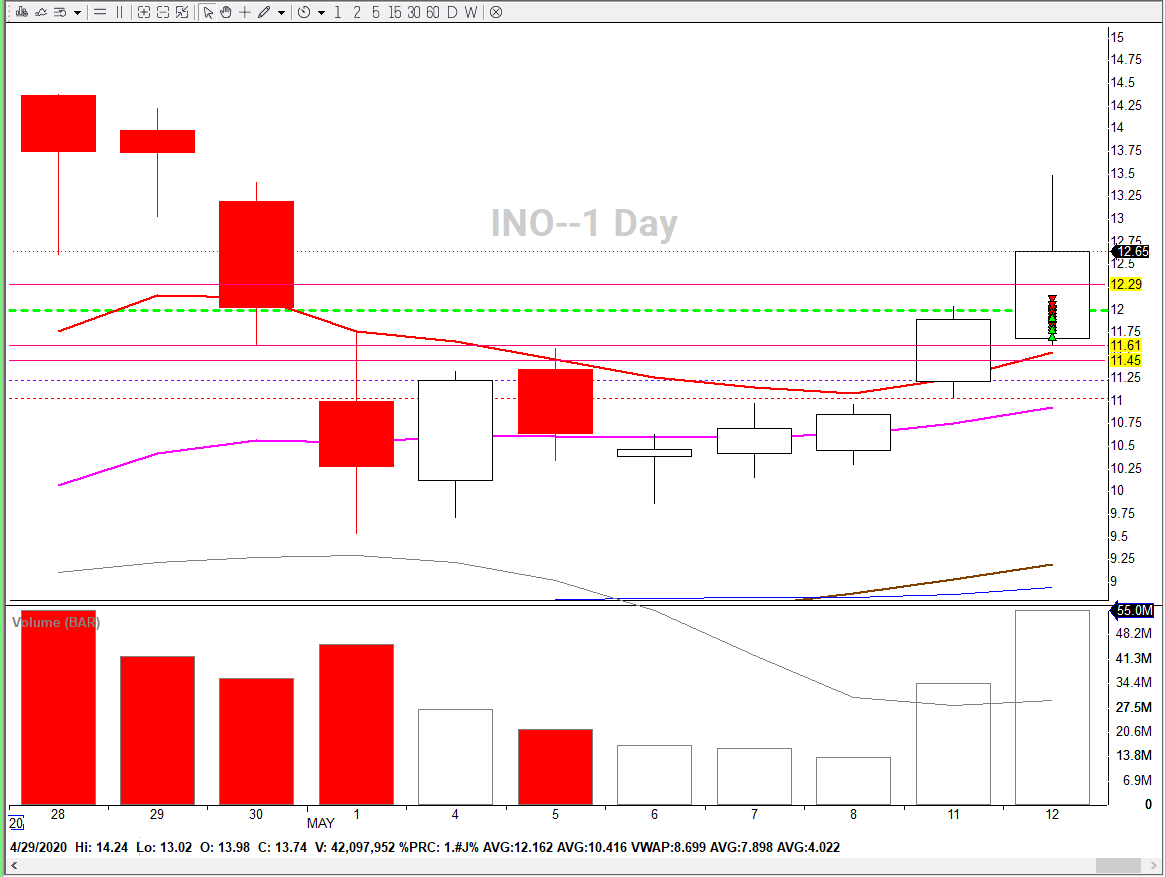 1 2 5 15 30 60 D W
INO--1 Day
15
14.75
14.5
14.25
14
13.75
13.5
13.25
13
12.75
12.65
12.5
12.29
12
11.75
11.61
11.45
11.25
11
10.75
10.5
10.25
10
9.75
9.5
9.25
9
Volume (BAR)
55.0M
48.2M
41.3M
34.4M
27.5M
20.6M
13.8M
6.9M
0
28 29 30 1 4 5 6 7 8 11 12
20 MAY
4/29/2020 Hi: 14.24 Lo: 13.02 O: 13.98 C: 13.74 V: 42,097,952 %PRC: 1.#J% AVG:12.162 AVG:10.416 VWAP:8.699 AVG:7.898 AVG:4.022